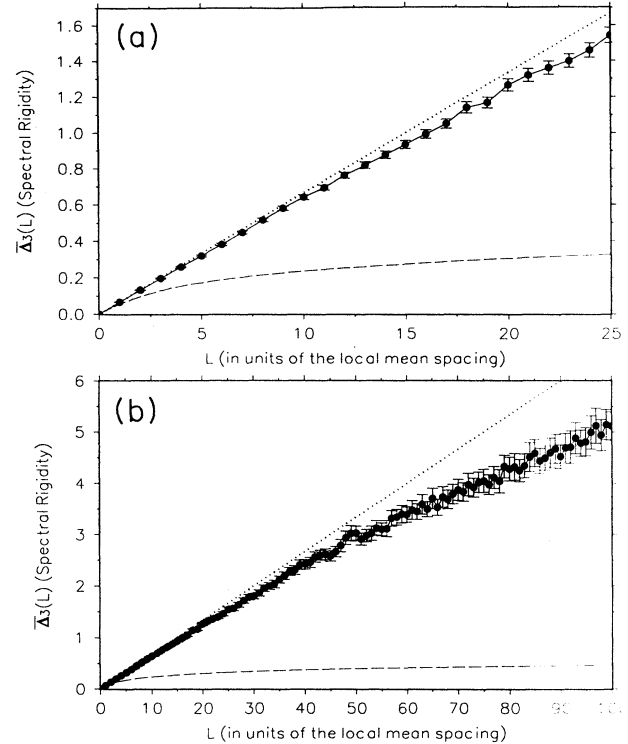 (a)
1.6
1.4
1.2
1.0
0.8
0.6
0.4
0.2
0.0
Δ̅₃(L) (Spectral Rigidity)
0 5 10 15 20 25
L (in units of the local mean spacing)
(b)
6
5
4
3
2
1
0
Δ̅₃(L) (Spectral Rigidity)
0 10 20 30 40 50 60 70 80 90
L (in units of the local mean spacing)